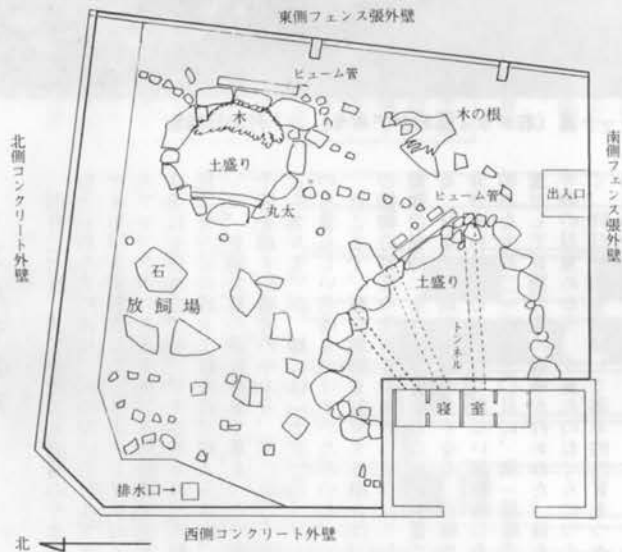 東側フェンス張外壁
ヒューム管
木
木の根
土盛り
北側コンクリート外壁
南側フェンス張外壁
出入口
ヒューム管
丸太
石
土盛り
放飼場
トンネル
寝室
排水口→
西側コンクリート外壁
北